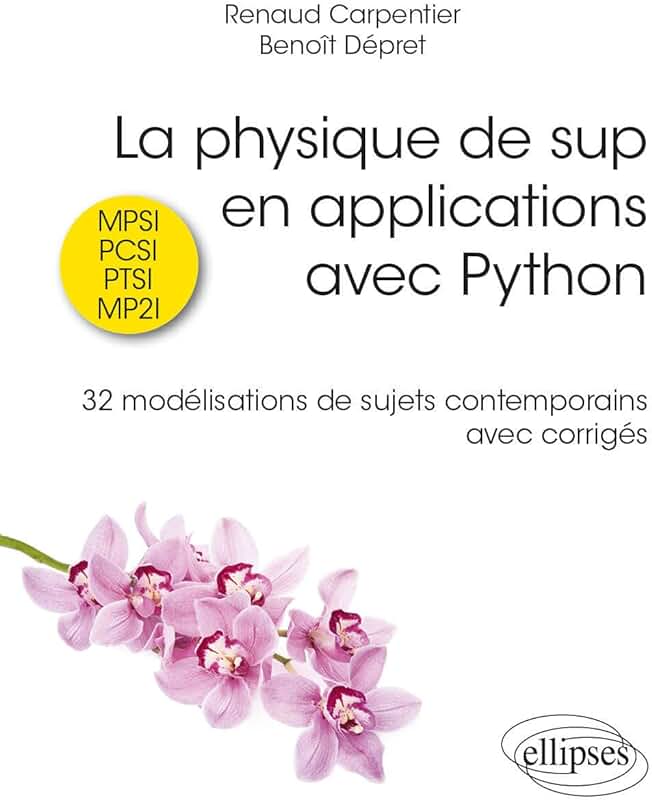 Renaud Carpentier
Benoît Dépret
La physique de sup
en applications
avec Python
MPSI
PCSI
PTSI
MP2I
32 modélisations de sujets contemporains
avec corrigés
ellipses